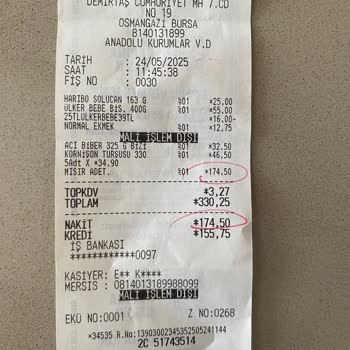 DEMİRTAŞ CUMHURİYET MH 7.CD
NO 19
OSMANGAZİ BURSA
8140131899
ANADOLU KURUMLAR V.D
TARİH : 24/05/2025
SAAT : 11:45:38
FİŞ NO : 0030
HARIBO SOLUCAN 163 G %01 *25,00
ÜLKER BEBE BİS. 400G %01 *55,00
25TLÜLKERBEBE39TL %01 *16,00-
NORMAL EKMEK %01 *12,75
MALİ İŞLEM DIŞI
ACI BİBER 325 G BİZİ %01 *32,50
KORNİŞON TURŞUSU 330 %01 *46,50
5Adt X *34,90
MISIR ADET. %01 *174,50
TOPKDV *3,27
TOPLAM *330,25
NAKİT *174,50
KREDİ *155,75
İŞ BANKASI
************0097
KASİYER: E** K****
MERSİS : 0814013189988099
MALİ İŞLEM DIŞI
EKÜ NO:0001 Z NO:0268
*34535 R.No:139030023453525052411​44
2C 51743514